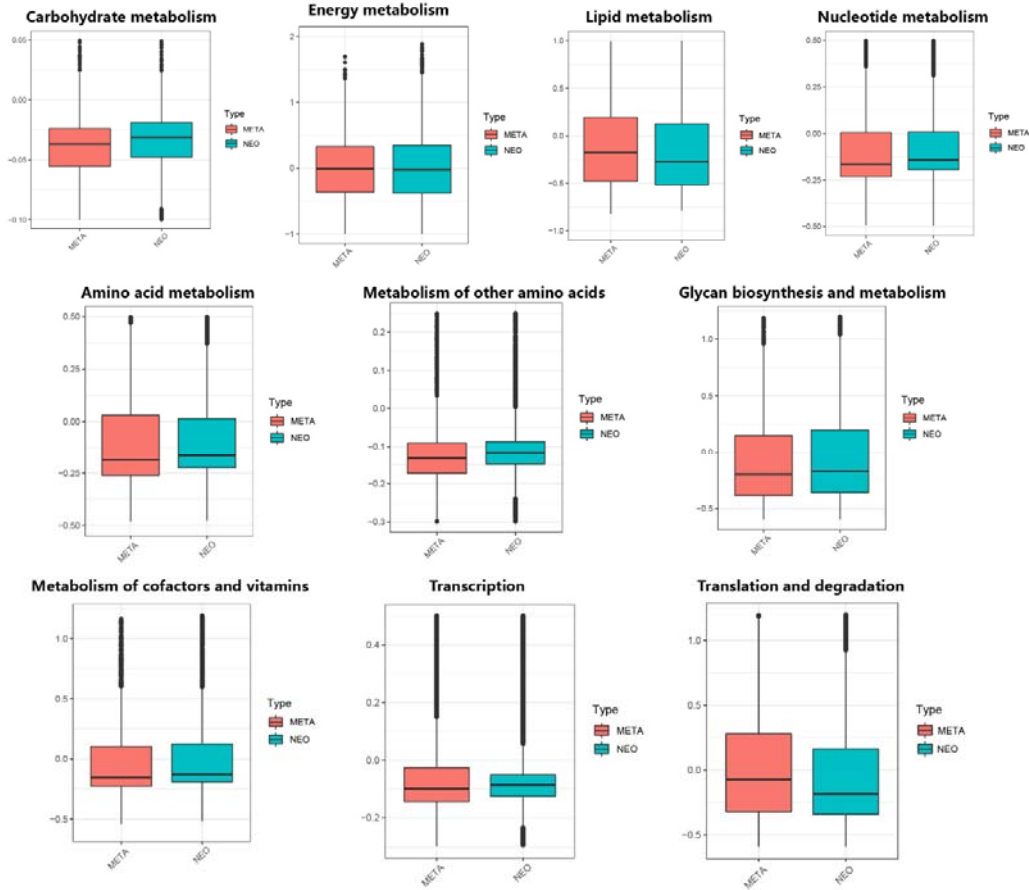 Carbohydrate metabolism
0.05
0.00
−0.05
−0.10
META
NEO
Type
META
NEO
Energy metabolism
2
1
0
−1
META
NEO
Type
META
NEO
Lipid metabolism
1.0
0.5
−0.0
−0.6
−1.0
META
NEO
Type
META
NEO
Nucleotide metabolism
0.50
0.25
−0.00
−0.25
−0.50
META
NEO
Type
META
NEO
Amino acid metabolism
0.50
0.25
−0.00
−0.25
−0.50
META
NEO
Type
META
NEO
Metabolism of other amino acids
0.2
0.1
0.0
−0.1
−0.2
−0.3
META
NEO
Type
META
NEO
Glycan biosynthesis and metabolism
1.0
0.5
−0.0
−0.5
META
NEO
Type
META
NEO
Metabolism of cofactors and vitamins
1.0
0.5
−0.0
−0.5
META
NEO
Type
META
NEO
Transcription
0.4
0.2
−0.0
−0.2
META
NEO
Type
META
NEO
Translation and degradation
1.0
0.5
−0.0
−0.5
META
NEO
Type
META
NEO